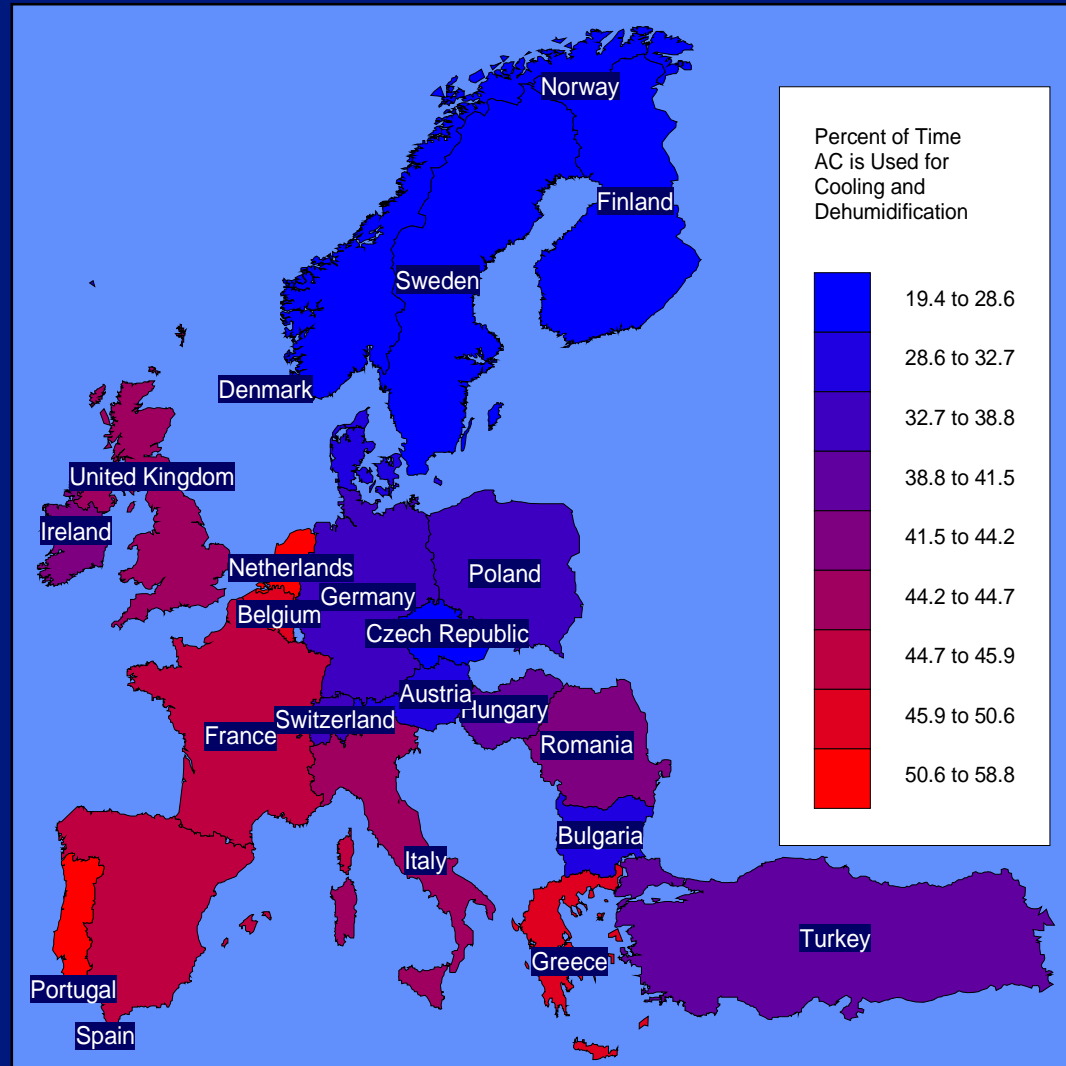 Norway
Finland
Sweden
Denmark
United Kingdom
Ireland
Netherlands
Germany
Belgium
Poland
Czech Republic
Austria
Hungary
Switzerland
France
Romania
Bulgaria
Italy
Turkey
Greece
Portugal
Spain
Percent of Time
AC is Used for
Cooling and
Dehumidification
19.4 to 28.6
28.6 to 32.7
32.7 to 38.8
38.8 to 41.5
41.5 to 44.2
44.2 to 44.7
44.7 to 45.9
45.9 to 50.6
50.6 to 58.8